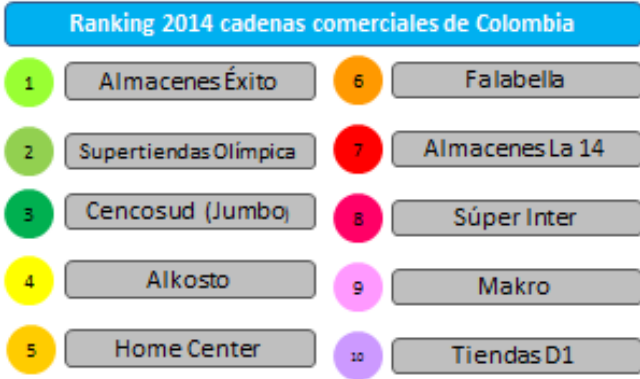 Ranking 2014 cadenas comerciales de Colombia
1 Almacenes Éxito
2 Supertiendas Olímpica
3 Cencosud (Jumbo)
4 Alkosto
5 Home Center
6 Falabella
7 Almacenes La 14
8 Súper Inter
9 Makro
10 Tiendas D1